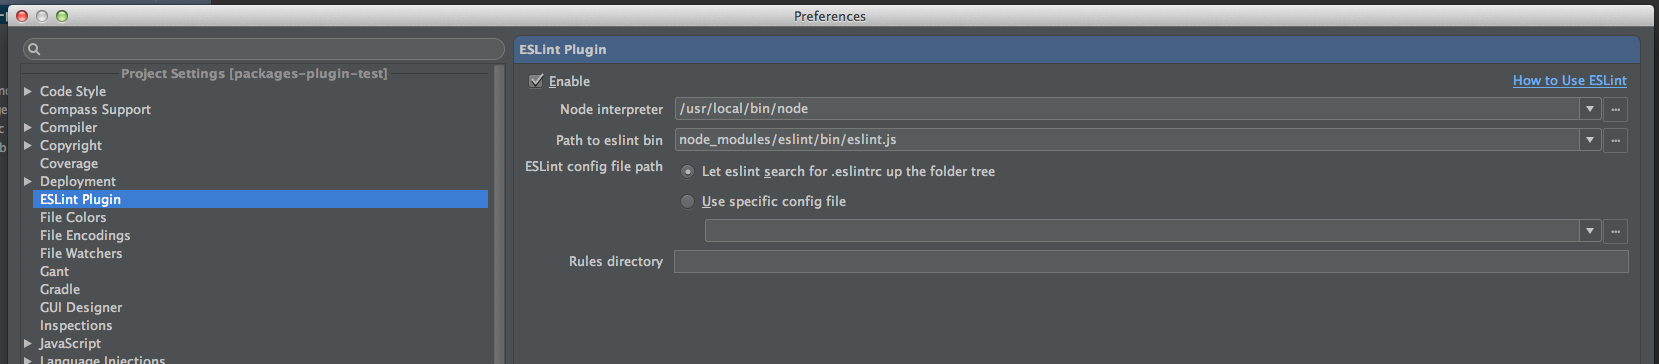 Preferences
Project Settings [packages-plugin-test]
Code Style
Compass Support
Compiler
Copyright
Coverage
Deployment
ESLint Plugin
File Colors
File Encodings
File Watchers
Gant
Gradle
GUI Designer
Inspections
JavaScript
Language Injections
ESLint Plugin
Enable
How to Use ESLint
Node interpreter /usr/local/bin/node ...
Path to eslint bin node_modules/eslint/bin/eslint.js ...
ESLint config file path
Let eslint search for .eslintrc up the folder tree
Use specific config file
...
Rules directory